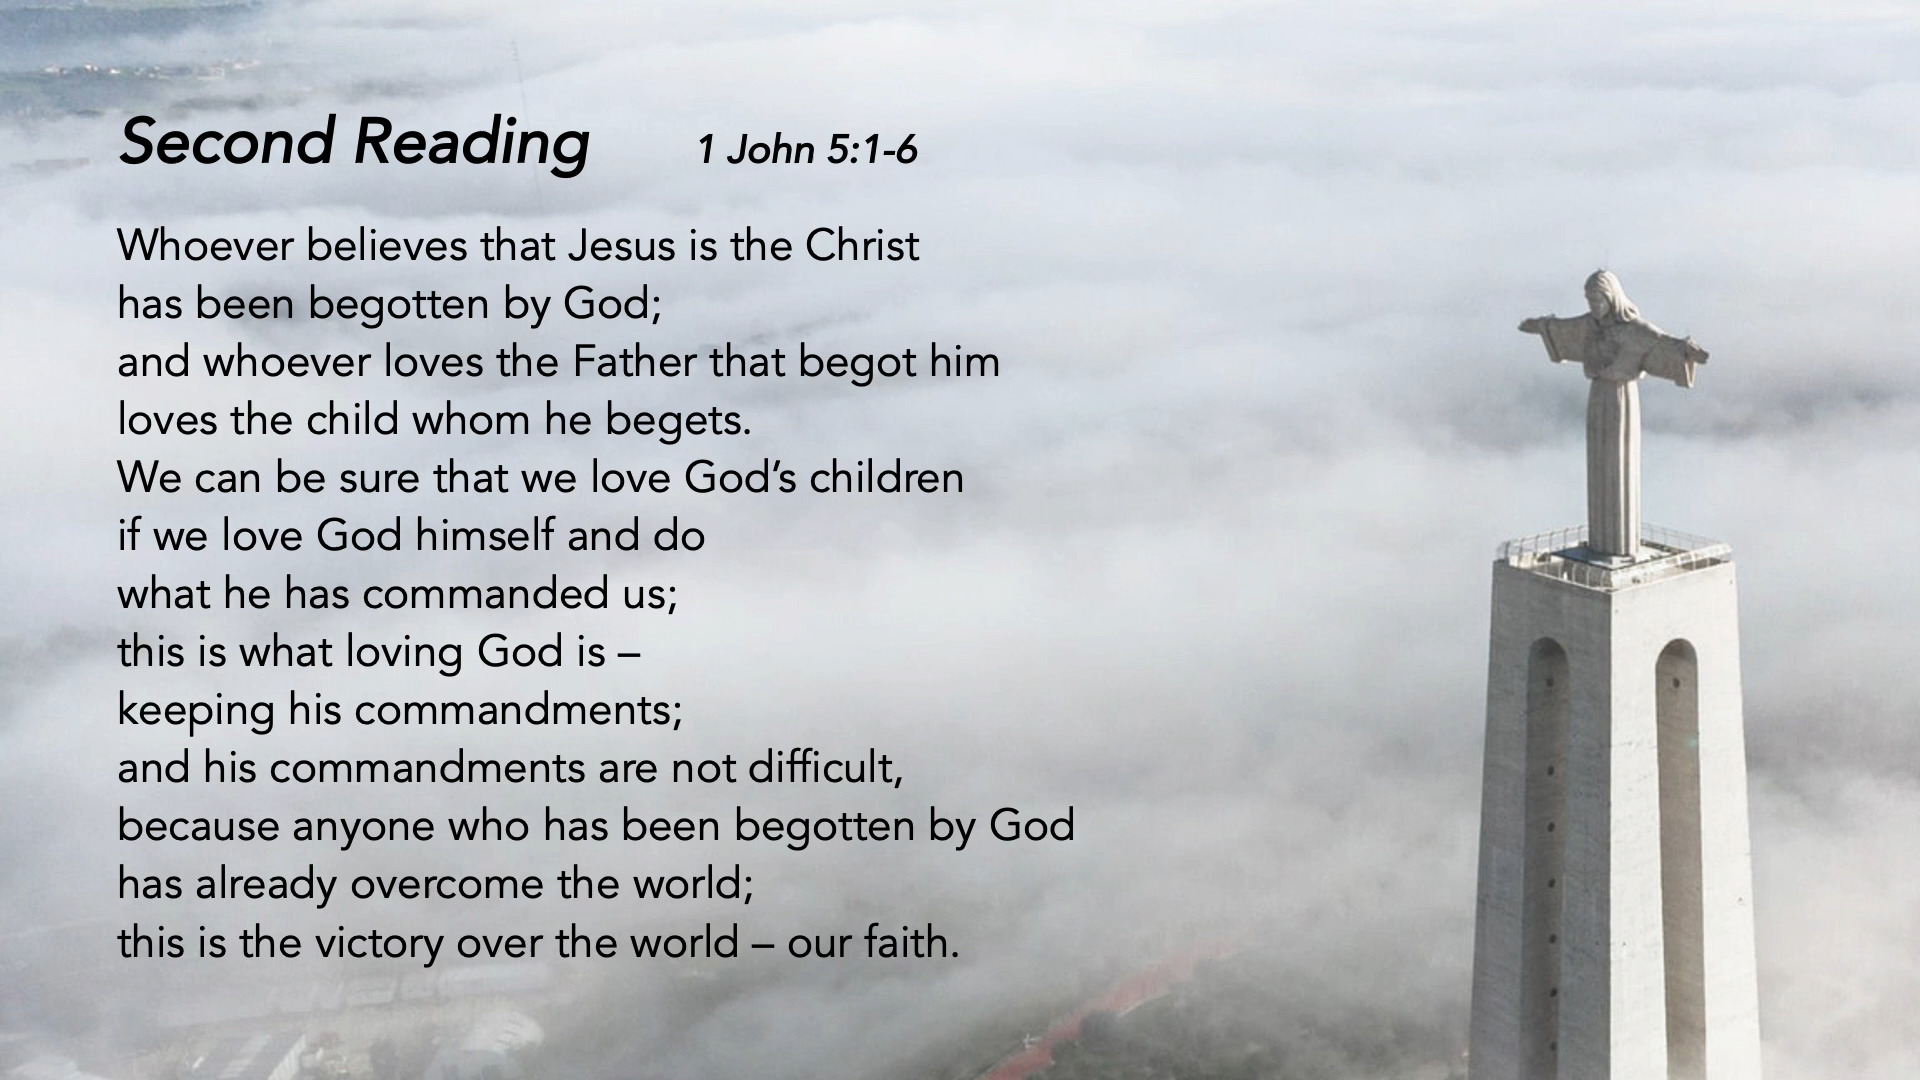 Second Reading 1 John 5:1-6
Whoever believes that Jesus is the Christ
has been begotten by God;
and whoever loves the Father that begot him
loves the child whom he begets.
We can be sure that we love God’s children
if we love God himself and do
what he has commanded us;
this is what loving God is –
keeping his commandments;
and his commandments are not difficult,
because anyone who has been begotten by God
has already overcome the world;
this is the victory over the world – our faith.